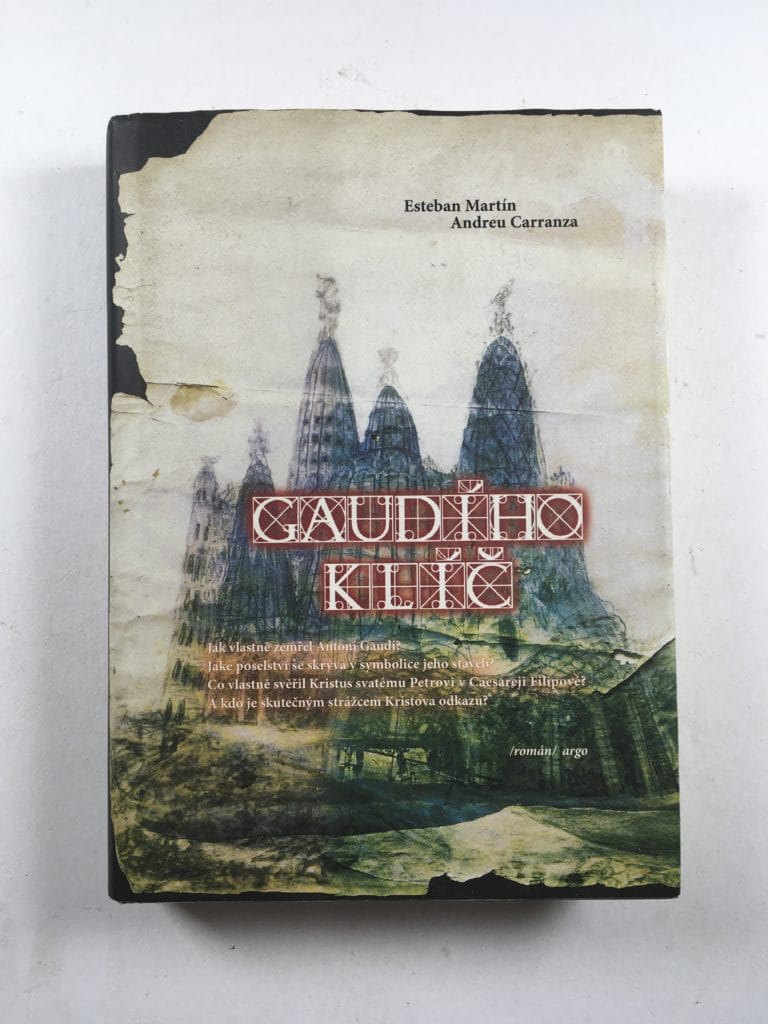 Esteban Martín
Andreu Carranza
GAUDÍHO
KLÍČ
Jak vlastně zemřel Antoni Gaudí?
Jaké poselství se skrývá v symbolice jeho staveb?
Co vlastně svěřil Kristus svatému Petrovi v Caesareji Filipově?
A kdo je skutečným strážcem Kristova odkazu?
/román/ argo